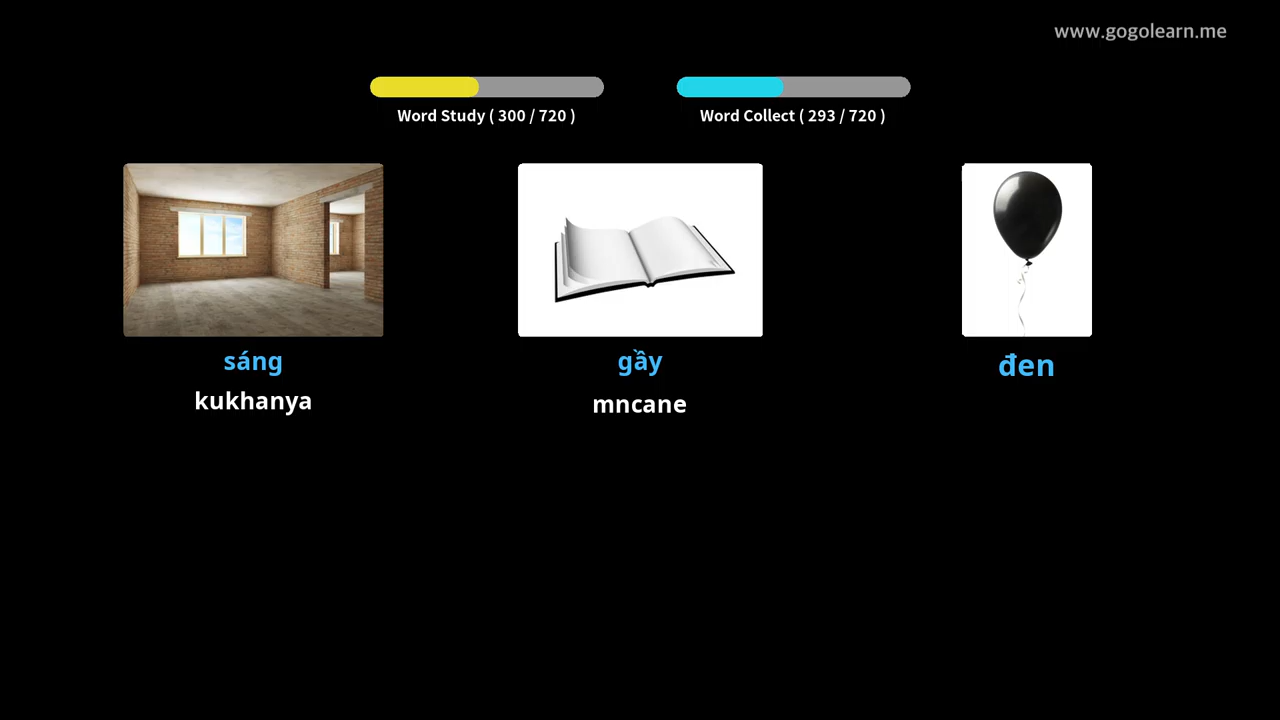 www.gogolearn.me
Word Study ( 300 / 720 )
Word Collect ( 293 / 720 )
sáng
kukhanya
gầy
mncane
đen